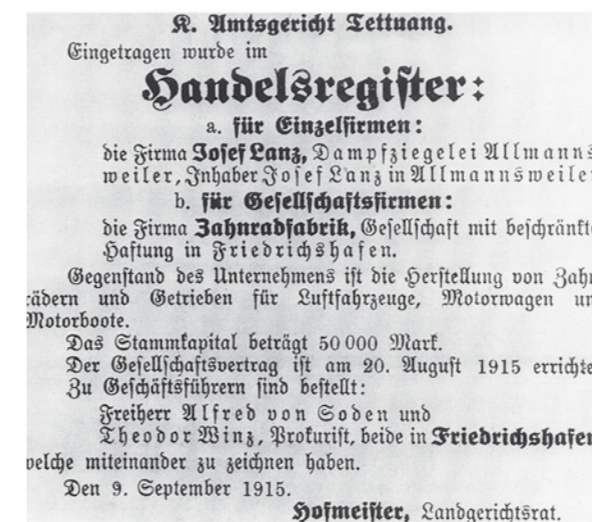 K. Amtsgericht Tettnang.
Eingetragen wurde im
Handelsregister:
a. für Einzelfirmen:
die Firma Josef Lanz, Dampfziegelei Allmanns
weiler, Inhaber Josef Lanz in Allmannsweiler
b. für Gesellschaftsfirmen:
die Firma Zahnradfabrik, Gesellschaft mit beschränkte
Haftung in Friedrichshafen.
Gegenstand des Unternehmens ist die Herstellung von Zahn
rädern und Getrieben für Luftfahrzeuge, Motorwagen un
Motorboote.
Das Stammkapital beträgt 50 000 Mark.
Der Gesellschaftsvertrag ist am 20. August 1915 errichte
Zu Geschäftsführern sind bestellt:
Freiherr Alfred von Soden und
Theodor Winz, Prokurist, beide in Friedrichshafen
welche miteinander zu zeichnen haben.
Den 9. September 1915.
Hofmeister, Landgerichtsrat.